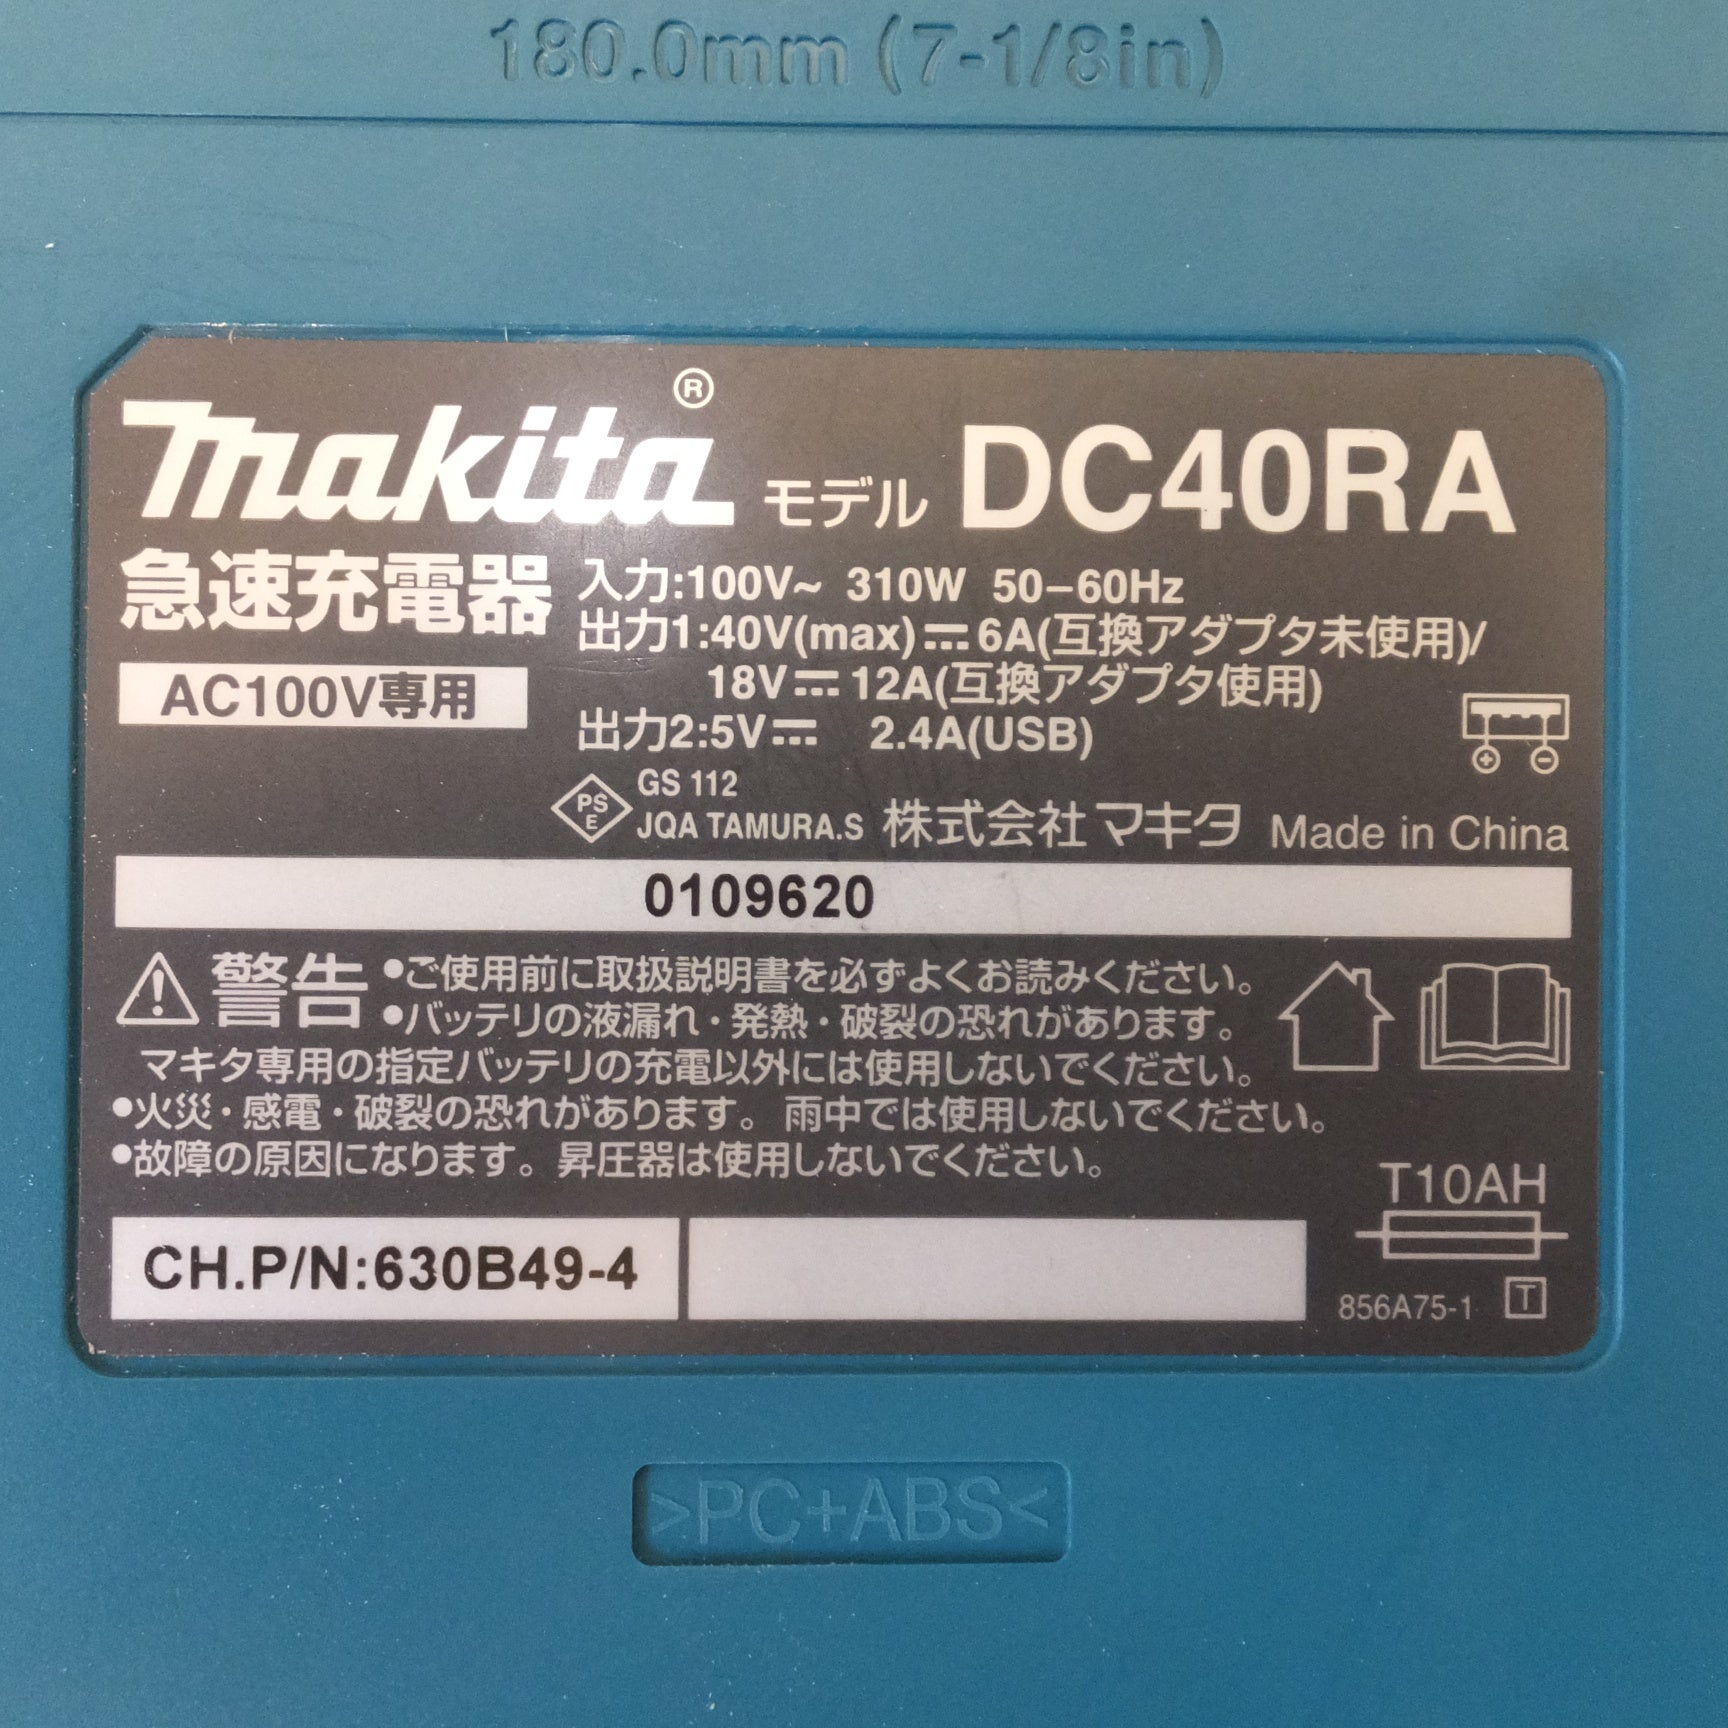 180.0mm (7-1/8in)
makita® モデル DC40RA
急速充電器
AC100V専用
入力:100V~ 310W 50-60Hz
出力1:40V(max)⎓6A(互換アダプタ未使用)/
18V⎓12A(互換アダプタ使用)
出力2:5V⎓ 2.4A(USB)
PS
E
GS 112
JQA TAMURA.S 株式会社マキタ Made in China
0109620
警告 •ご使用前に取扱説明書を必ずよくお読みください。
•バッテリの液漏れ・発熱・破裂の恐れがあります。
マキタ専用の指定バッテリの充電以外には使用しないでください。
•火災・感電・破裂の恐れがあります。雨中では使用しないでください。
•故障の原因になります。昇圧器は使用しないでください。
T10AH
CH.P/N:630B49-4
856A75-1 T
>PC+ABS<